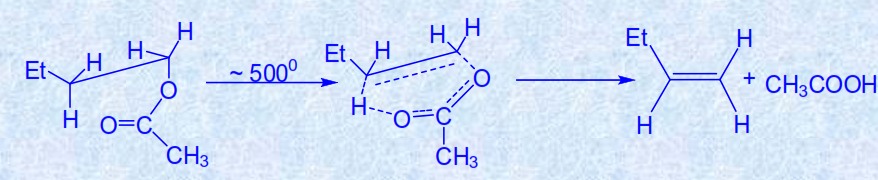 Et H H H
H O
O=C
CH₃
~ 500⁰
Et H H H
H O C O
CH₃
Et H
H H
+ CH₃COOH